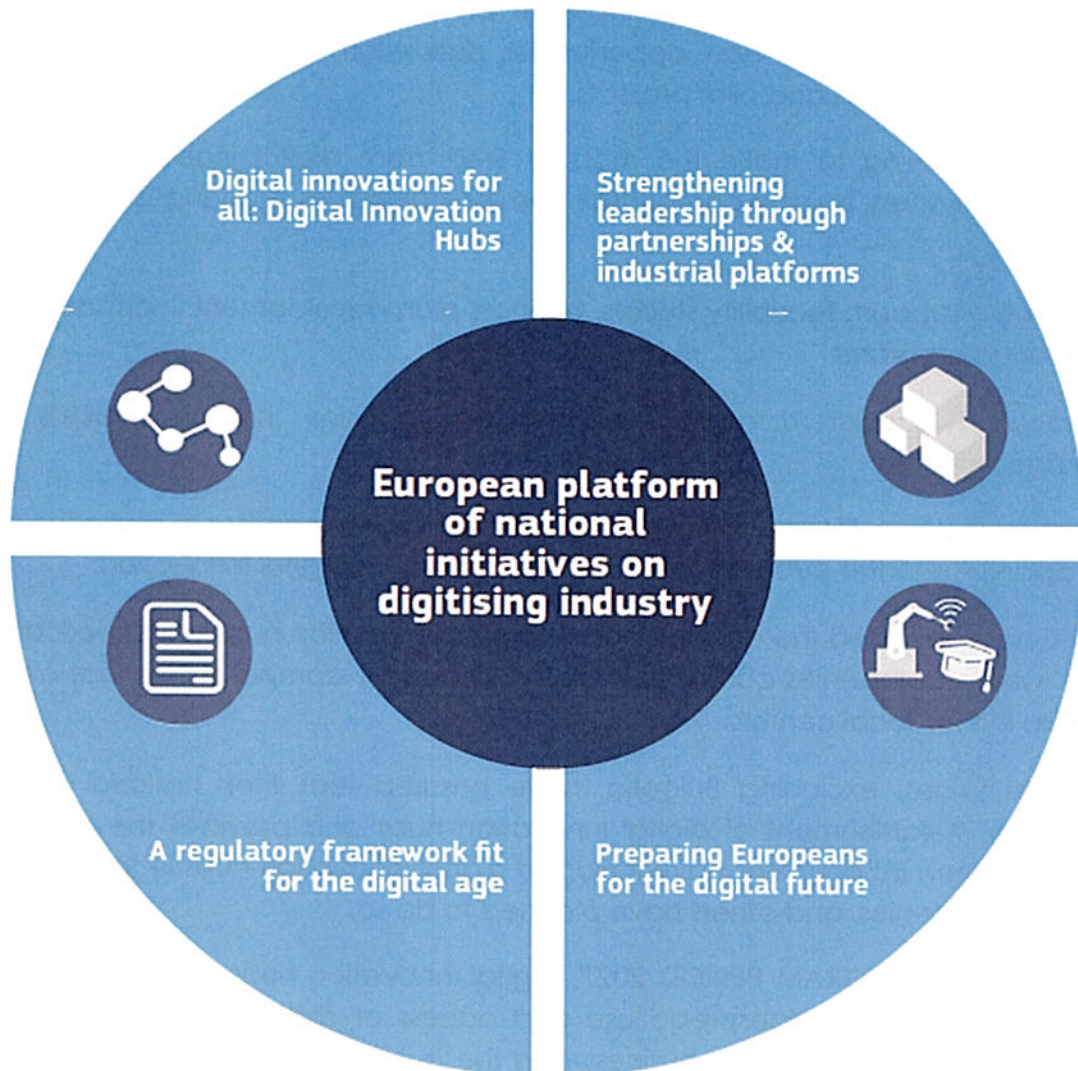 Digital innovations for
all: Digital Innovation
Hubs
Strengthening
leadership through
partnerships &
industrial platforms
European platform
of national
initiatives on
digitising industry
A regulatory framework fit
for the digital age
Preparing Europeans
for the digital future